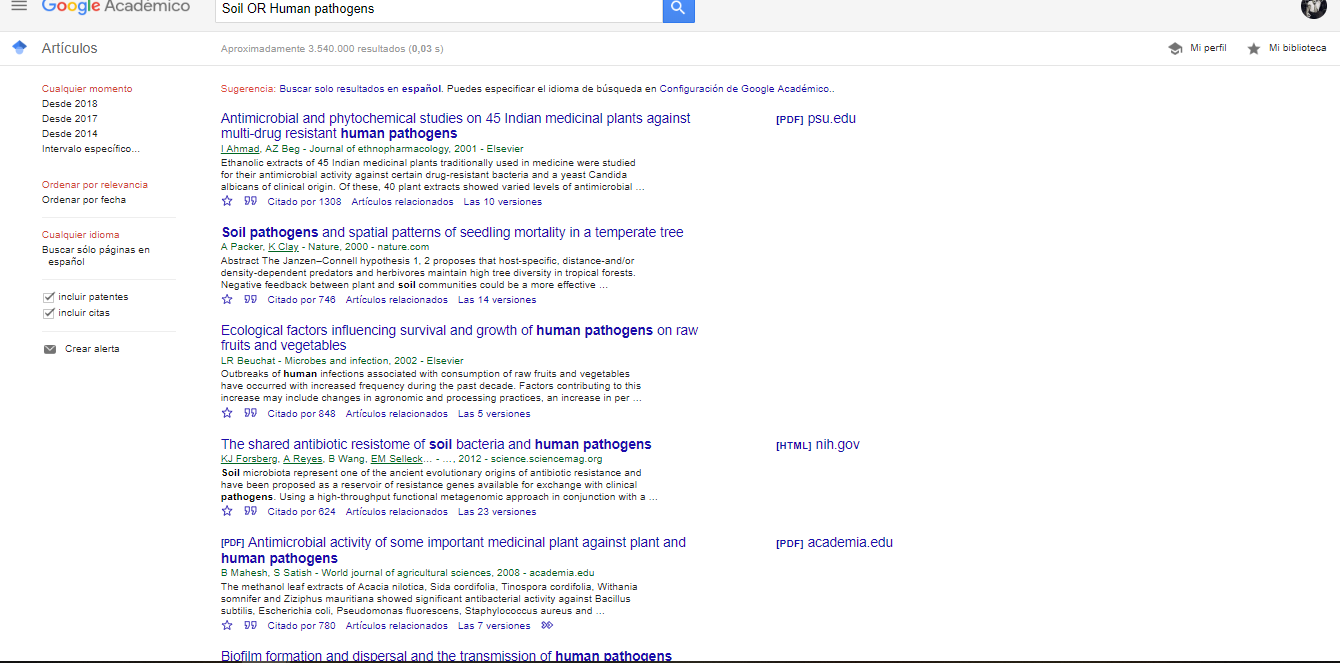 Google Académico
Soil OR Human pathogens
Artículos
Aproximadamente 3.540.000 resultados (0,03 s)
Mi perfil
Mi biblioteca
Cualquier momento
Desde 2018
Desde 2017
Desde 2014
Intervalo específico...
Ordenar por relevancia
Ordenar por fecha
Cualquier idioma
Buscar sólo páginas en
español
incluir patentes
incluir citas
Crear alerta
Sugerencia: Buscar solo resultados en español. Puedes especificar el idioma de búsqueda en Configuración de Google Académico..
Antimicrobial and phytochemical studies on 45 Indian medicinal plants against
multi-drug resistant human pathogens
[PDF] psu.edu
I Ahmad, AZ Beg - Journal of ethnopharmacology, 2001 - Elsevier
Ethanolic extracts of 45 Indian medicinal plants traditionally used in medicine were studied
for their antimicrobial activity against certain drug-resistant bacteria and a yeast Candida
albicans of clinical origin. Of these, 40 plant extracts showed varied levels of antimicrobial ...
Citado por 1308 Artículos relacionados Las 10 versiones
Soil pathogens and spatial patterns of seedling mortality in a temperate tree
A Packer, K Clay - Nature, 2000 - nature.com
Abstract The Janzen–Connell hypothesis 1, 2 proposes that host-specific, distance-and/or
density-dependent predators and herbivores maintain high tree diversity in tropical forests.
Negative feedback between plant and soil communities could be a more effective ...
Citado por 746 Artículos relacionados Las 14 versiones
Ecological factors influencing survival and growth of human pathogens on raw
fruits and vegetables
LR Beuchat - Microbes and infection, 2002 - Elsevier
Outbreaks of human infections associated with consumption of raw fruits and vegetables
have occurred with increased frequency during the past decade. Factors contributing to this
increase may include changes in agronomic and processing practices, an increase in per ...
Citado por 848 Artículos relacionados Las 5 versiones
The shared antibiotic resistome of soil bacteria and human pathogens
[HTML] nih.gov
KJ Forsberg, A Reyes, B Wang, EM Selleck... - ..., 2012 - science.sciencemag.org
Soil microbiota represent one of the ancient evolutionary origins of antibiotic resistance and
have been proposed as a reservoir of resistance genes available for exchange with clinical
pathogens. Using a high-throughput functional metagenomic approach in conjunction with a ...
Citado por 624 Artículos relacionados Las 23 versiones
[PDF] Antimicrobial activity of some important medicinal plant against plant and
human pathogens
[PDF] academia.edu
B Mahesh, S Satish - World journal of agricultural sciences, 2008 - academia.edu
The methanol leaf extracts of Acacia nilotica, Sida cordifolia, Tinospora cordifolia, Withania
somnifer and Ziziphus mauritiana showed significant antibacterial activity against Bacillus
subtilis, Escherichia coli, Pseudomonas fluorescens, Staphylococcus aureus and ...
Citado por 780 Artículos relacionados Las 7 versiones
Biofilm formation and dispersal and the transmission of human pathogens